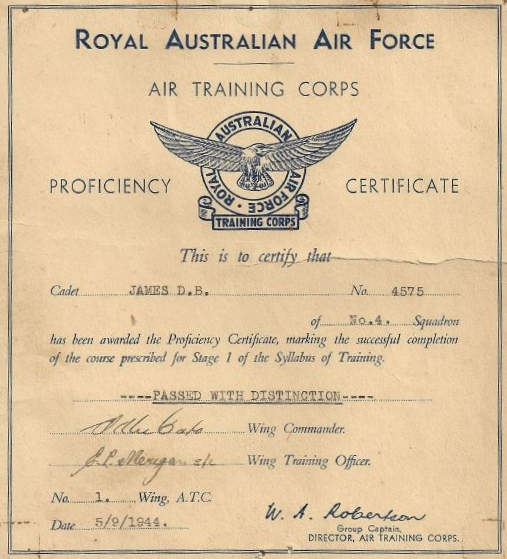 ROYAL AUSTRALIAN AIR FORCE
AIR TRAINING CORPS
ROYAL AUSTRALIAN AIR FORCE
TRAINING CORPS
PROFICIENCY CERTIFICATE
This is to certify that
Cadet JAMES D.B. No. 4575
of No.4. Squadron
has been awarded the Proficiency Certificate, marking the successful completion
of the course prescribed for Stage 1 of the Syllabus of Training.
----PASSED WITH DISTINCTION----
Wing Commander.
Wing Training Officer.
No. 1. Wing, A.T.C.
Date 5/9/1944.
W. A. Robertson
Group Captain,
DIRECTOR, AIR TRAINING CORPS.